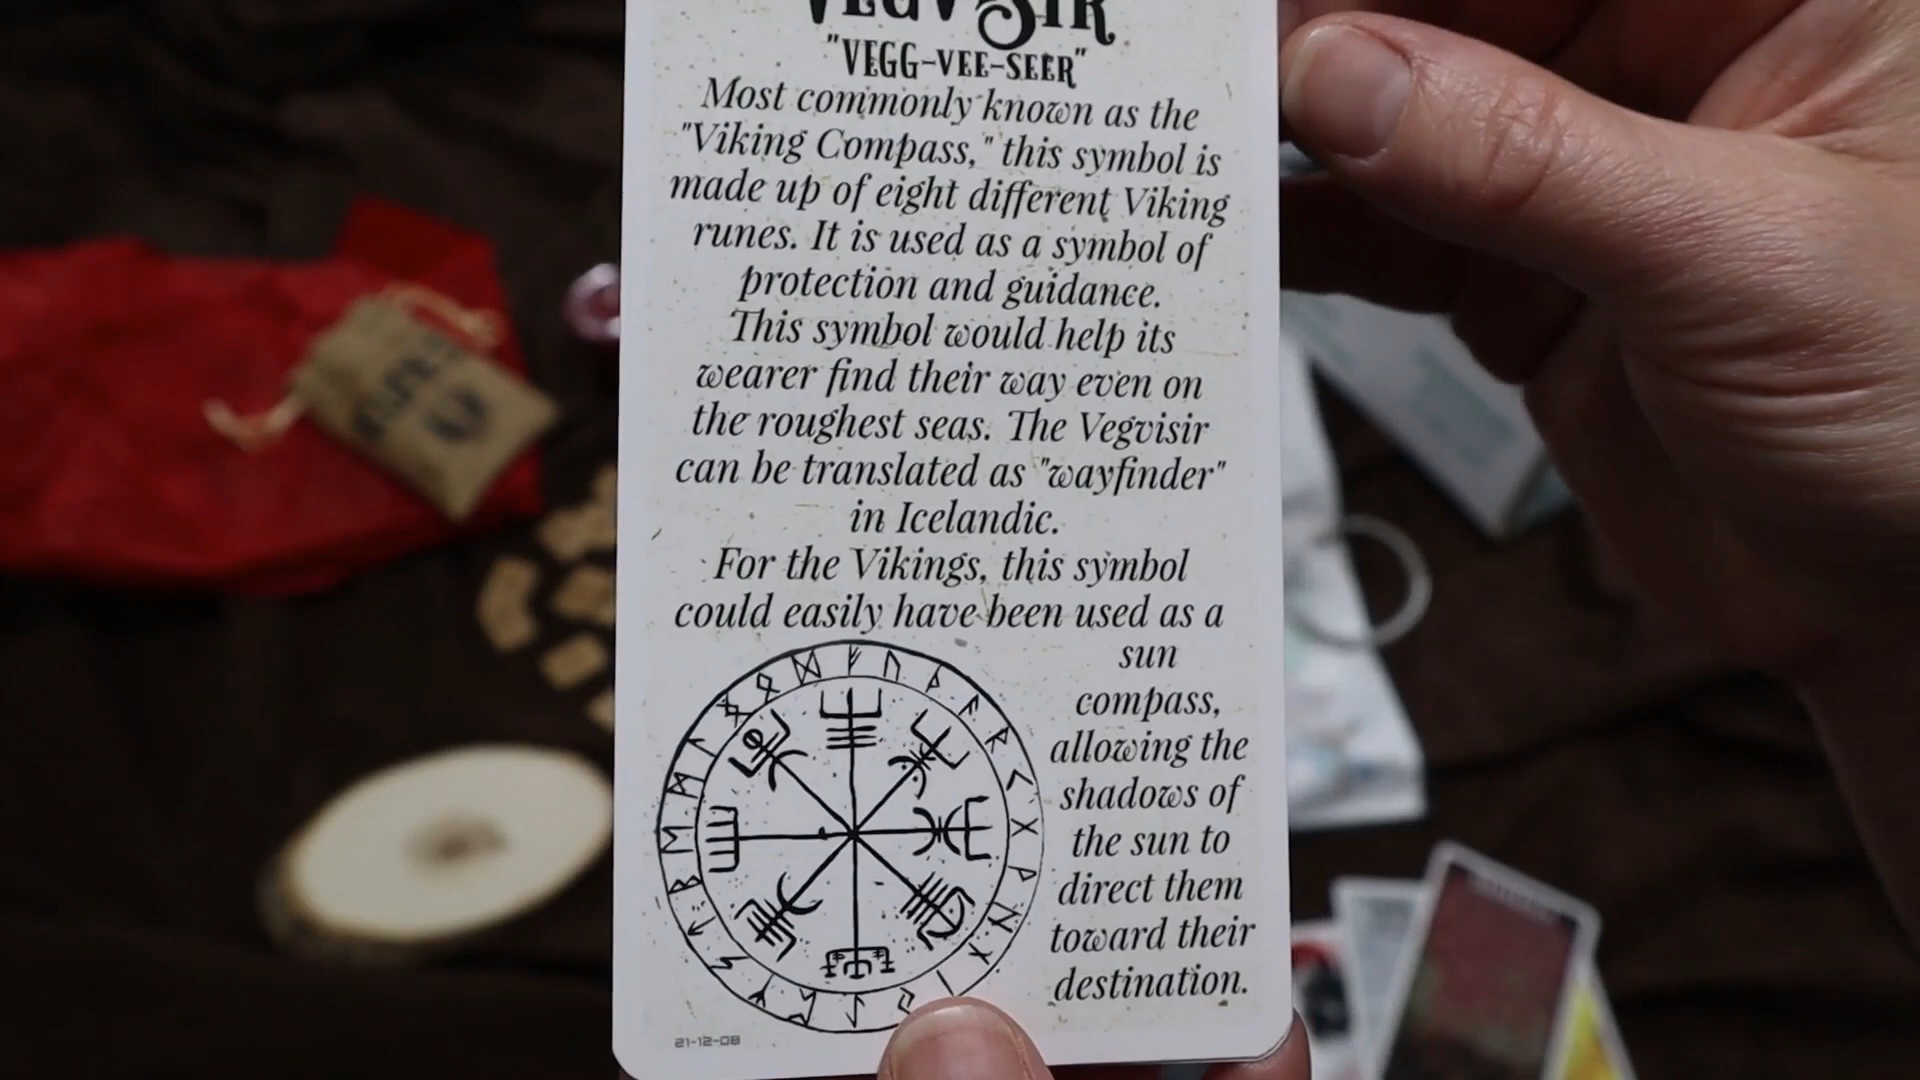 VEGVISIR
"VEGG-VEE-SEER"
Most commonly known as the
"Viking Compass," this symbol is
made up of eight different Viking
runes. It is used as a symbol of
protection and guidance.
This symbol would help its
wearer find their way even on
the roughest seas. The Vegvisir
can be translated as "wayfinder"
in Icelandic.
For the Vikings, this symbol
could easily have been used as a
sun
compass,
allowing the
shadows of
the sun to
direct them
toward their
destination.
21-12-08